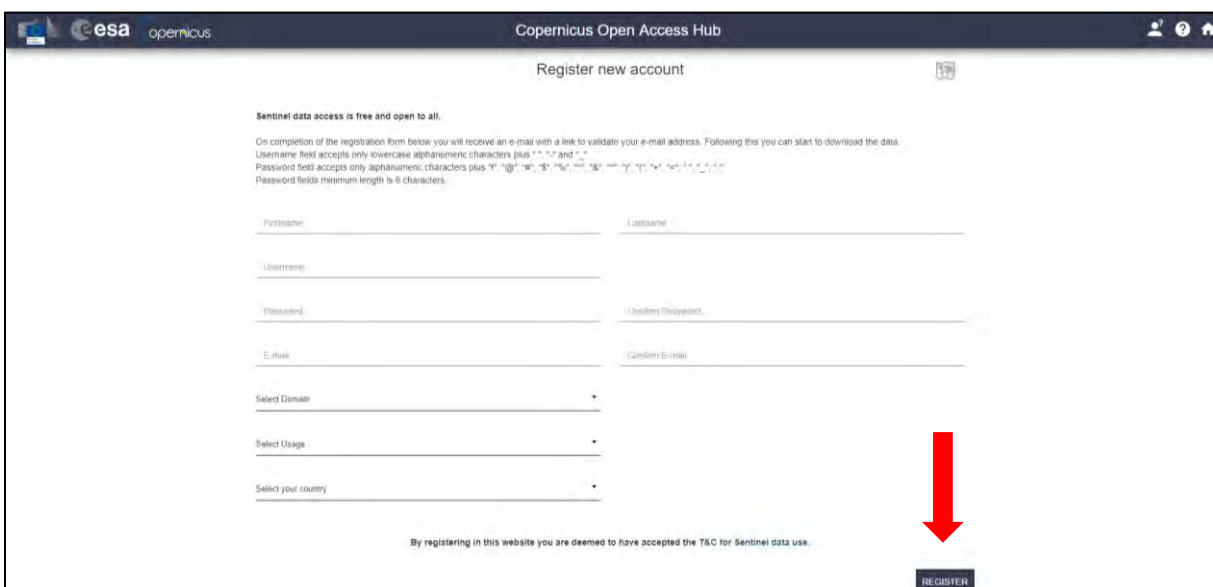 esa opernicus Copernicus Open Access Hub
Register new account
Sentinel data access is free and open to all.
On completion of the registration form below you will receive an e-mail with a link to validate your e-mail address. Following this you can start to download the data.
Username field accepts only lowercase alphanumeric characters plus ".", "-" and "_"
Password field accepts only alphanumeric characters plus "!", "@", "#", "$", "%",
Password fields minimum length is 8 characters.
Firstname Lastname
Username
Password Confirm Password
E-mail Confirm E-mail
Select Domain
Select Usage
Select your country
By registering in this website you are deemed to have accepted the T&C for Sentinel data use.
REGISTER